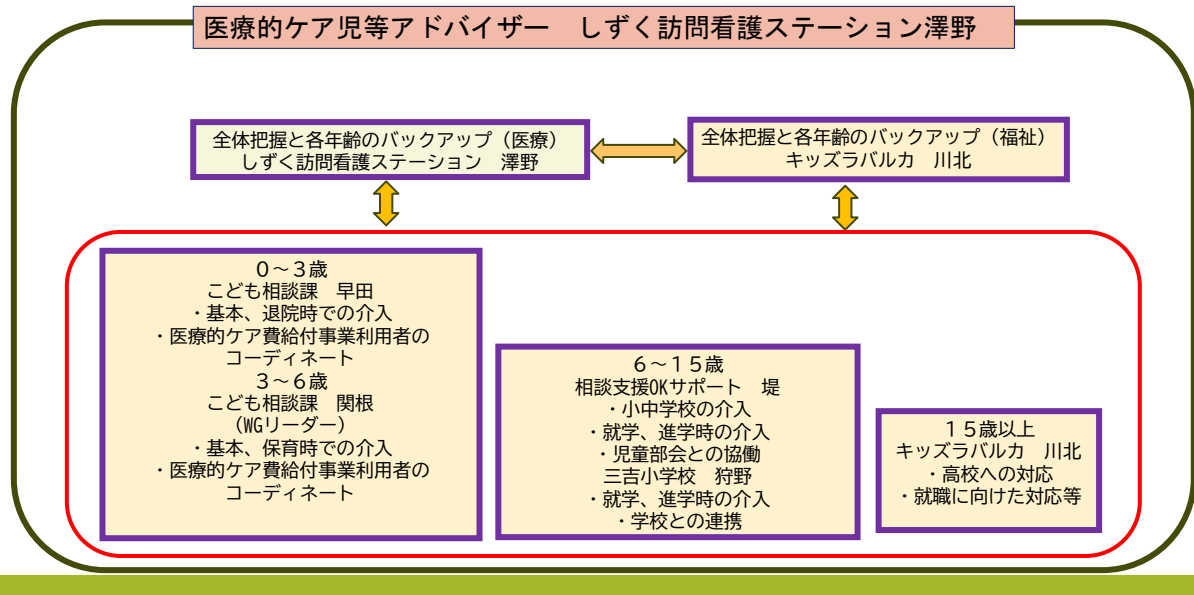 医療的ケア児等アドバイザー　しずく訪問看護ステーション澤野
全体把握と各年齢のバックアップ（医療）
しずく訪問看護ステーション　澤野
全体把握と各年齢のバックアップ（福祉）
キッズラバルカ　川北
０～３歳
こども相談課　早田
・基本、退院時での介入
・医療的ケア費給付事業利用者の
コーディネート
３～６歳
こども相談課　関根
（WGリーダー）
・基本、保育時での介入
・医療的ケア費給付事業利用者の
コーディネート
６～１５歳
相談支援OKサポート　堤
・小中学校の介入
・就学、進学時の介入
・児童部会との協働
三吉小学校　狩野
・就学、進学時の介入
・学校との連携
１５歳以上
キッズラバルカ　川北
・高校への対応
・就職に向けた対応等